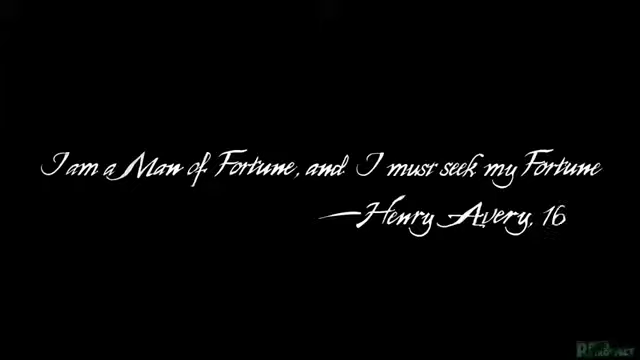 I am a Man of Fortune, and I must seek my Fortune
—Henry Avery, 16